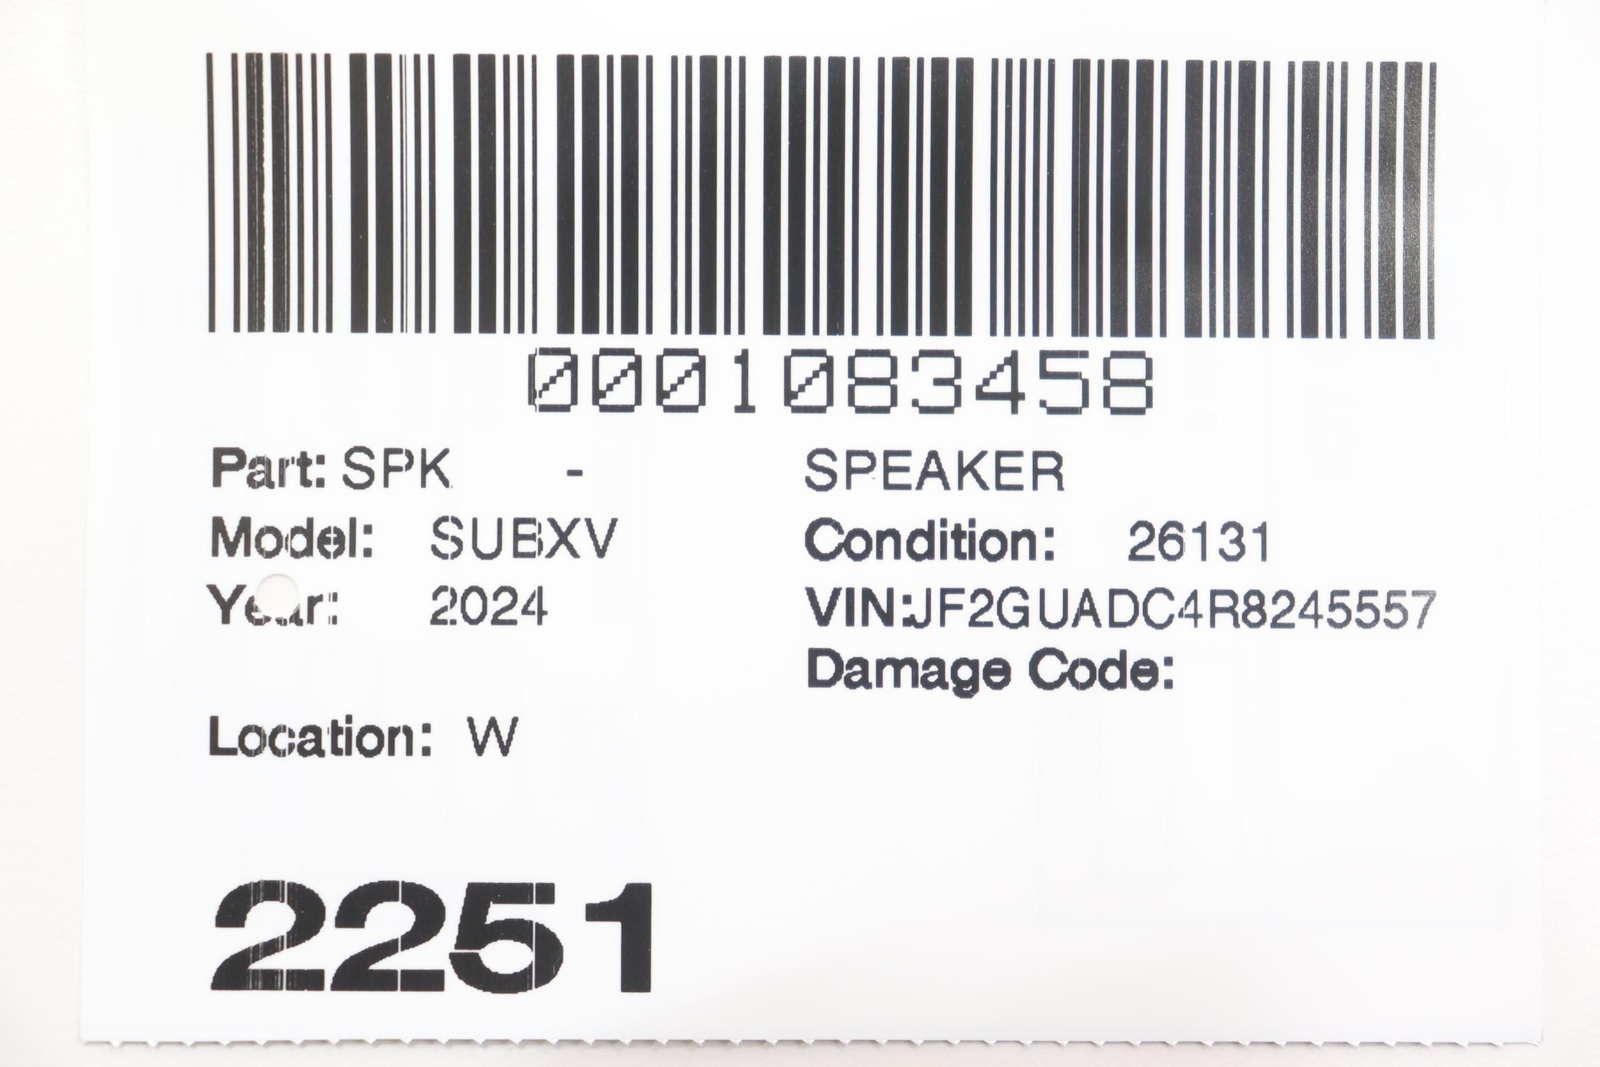 0001083458
Part: SPK - SPEAKER
Model: SUBXV Condition: 26131
Year: 2024 VIN:JF2GUADC4R8245557
Damage Code:
Location: W
2251